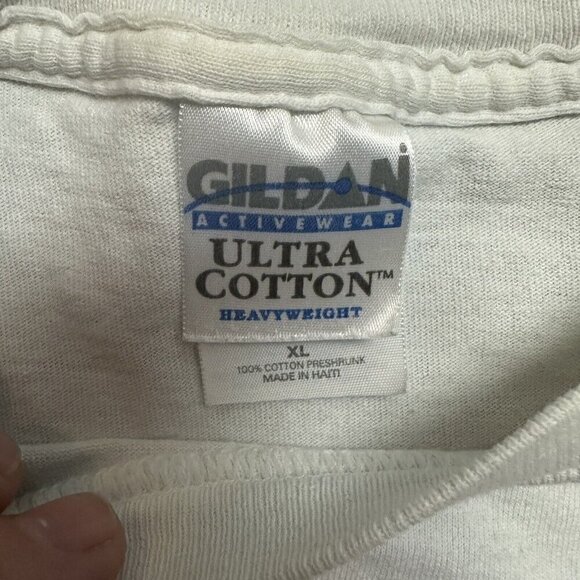 GILDAN
ACTIVEWEAR
ULTRA
COTTON™
HEAVYWEIGHT
XL
100% COTTON PRESHRUNK
MADE IN HAITI